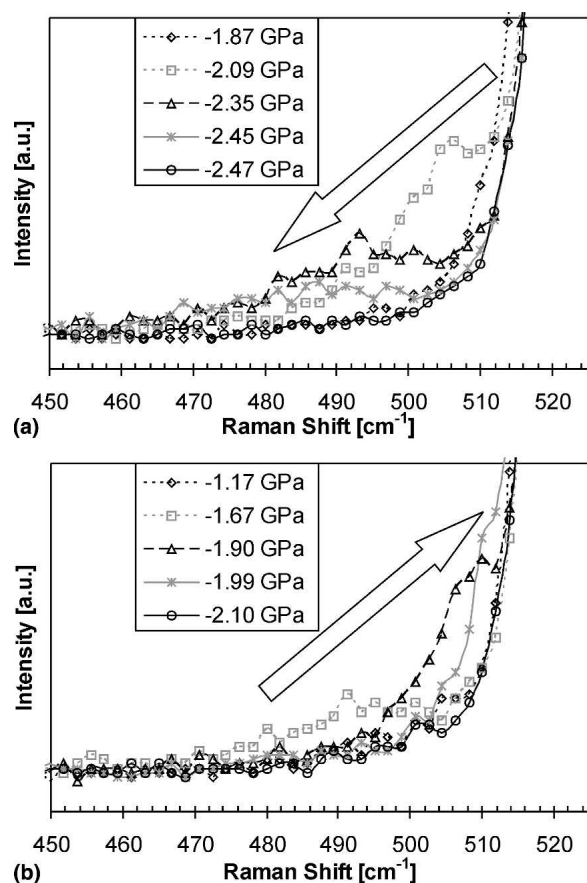 -1.87 GPa
-2.09 GPa
-2.35 GPa
-2.45 GPa
-2.47 GPa
Intensity [a.u.]
450 460 470 480 490 500 510 520
(a) Raman Shift [cm-1]
-1.17 GPa
-1.67 GPa
-1.90 GPa
-1.99 GPa
-2.10 GPa
Intensity [a.u.]
450 460 470 480 490 500 510 520
(b) Raman Shift [cm-1]